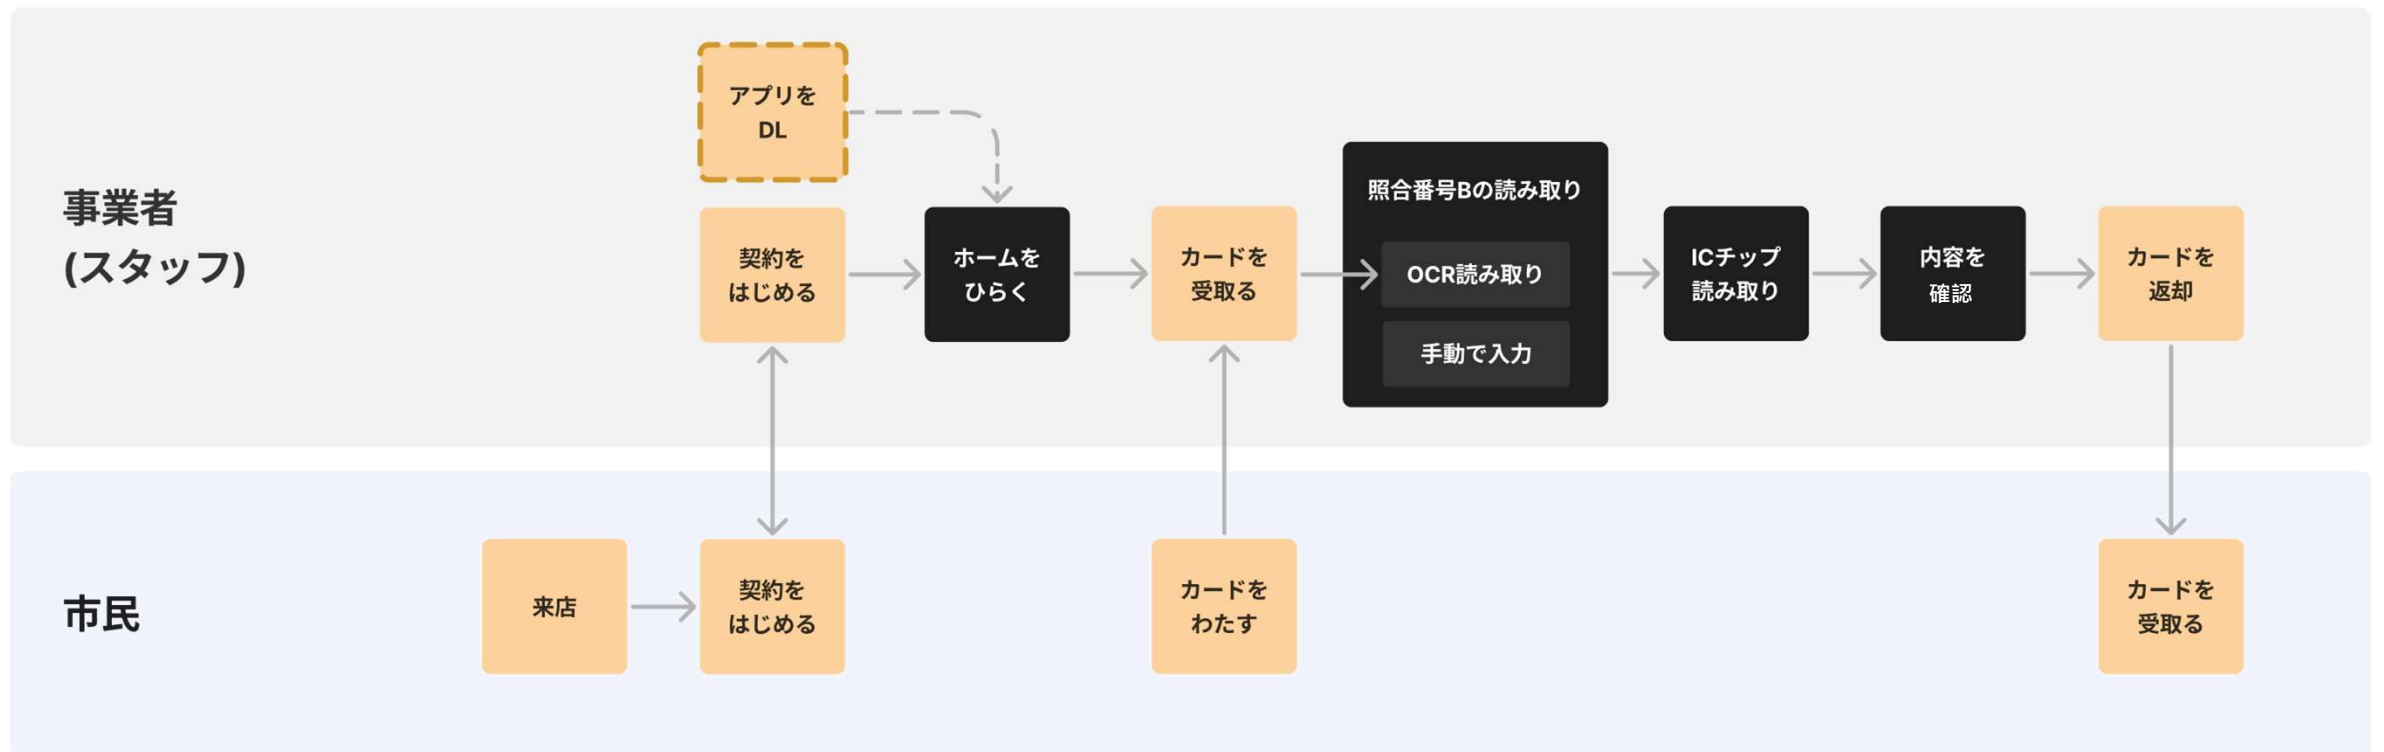 アプリを
DL
事業者
(スタッフ)
契約を
はじめる
ホームを
ひらく
カードを
受取る
照合番号Bの読み取り
OCR読み取り
手動で入力
ICチップ
読み取り
内容を
確認
カードを
返却
市民
来店
契約を
はじめる
カードを
わたす
カードを
受取る